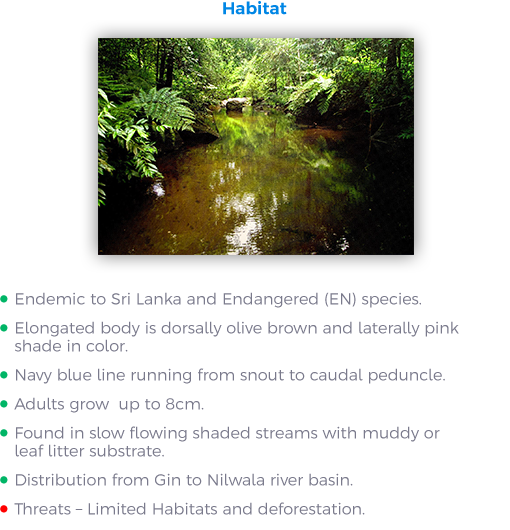 Habitat
Endemic to Sri Lanka and Endangered (EN) species.
Elongated body is dorsally olive brown and laterally pink
shade in color.
Navy blue line running from snout to caudal peduncle.
Adults grow  up to 8cm.
Found in slow flowing shaded streams with muddy or
leaf litter substrate.
Distribution from Gin to Nilwala river basin.
Threats – Limited Habitats and deforestation.